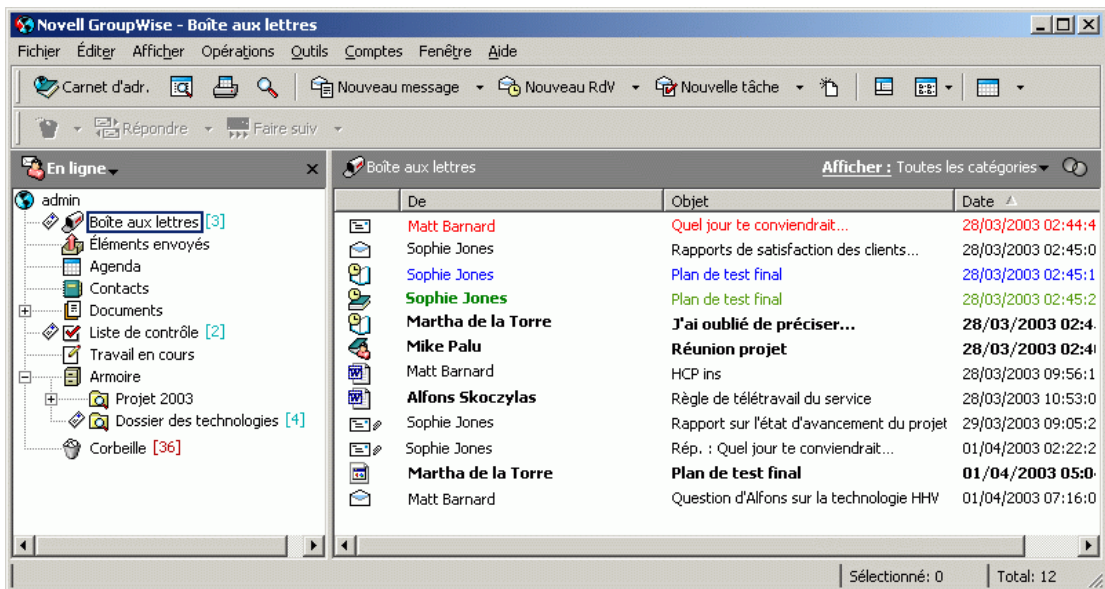 Novell GroupWise - Boîte aux lettres
Fichier Éditer Afficher Opérations Outils Comptes Fenêtre Aide
Carnet d'adr. Nouveau message Nouveau RdV Nouvelle tâche
Répondre Faire suiv
En ligne
Boîte aux lettres Afficher : Toutes les catégories
admin
Boîte aux lettres [3]
Éléments envoyés
Agenda
Contacts
Documents
Liste de contrôle [2]
Travail en cours
Armoire
Projet 2003
Dossier des technologies [4]
Corbeille [36]
De Objet Date
Matt Barnard Quel jour te conviendrait... 28/03/2003 02:44:4
Sophie Jones Rapports de satisfaction des clients... 28/03/2003 02:45:0
Sophie Jones Plan de test final 28/03/2003 02:45:1
Sophie Jones Plan de test final 28/03/2003 02:45:2
Martha de la Torre J'ai oublié de préciser... 28/03/2003 02:4
Mike Palu Réunion projet 28/03/2003 02:4
Matt Barnard HCP ins 28/03/2003 09:56:1
Alfons Skoczylas Règle de télétravail du service 28/03/2003 10:53:0
Sophie Jones Rapport sur l'état d'avancement du projet 29/03/2003 09:05:2
Sophie Jones Rép. : Quel jour te conviendrait... 01/04/2003 02:22:2
Martha de la Torre Plan de test final 01/04/2003 05:0
Matt Barnard Question d'Alfons sur la technologie HHV 01/04/2003 07:16:0
Sélectionné: 0 Total: 12